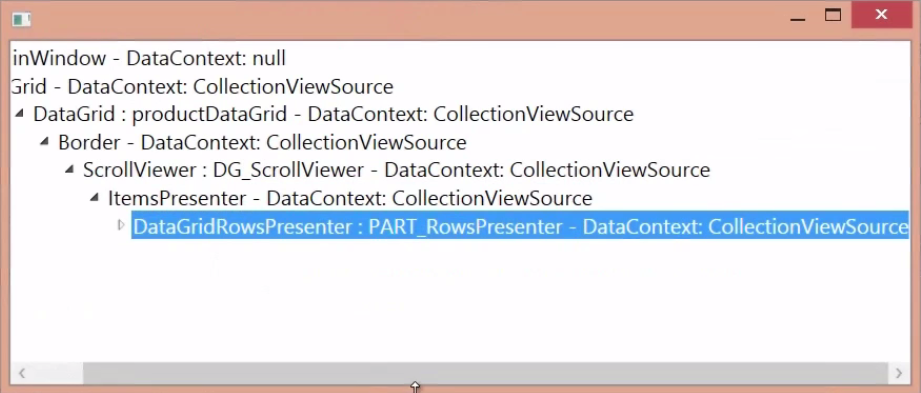 inWindow - DataContext: null
Grid - DataContext: CollectionViewSource
DataGrid : productDataGrid - DataContext: CollectionViewSource
Border - DataContext: CollectionViewSource
ScrollViewer : DG_ScrollViewer - DataContext: CollectionViewSource
ItemsPresenter - DataContext: CollectionViewSource
DataGridRowsPresenter : PART_RowsPresenter - DataContext: CollectionViewSource